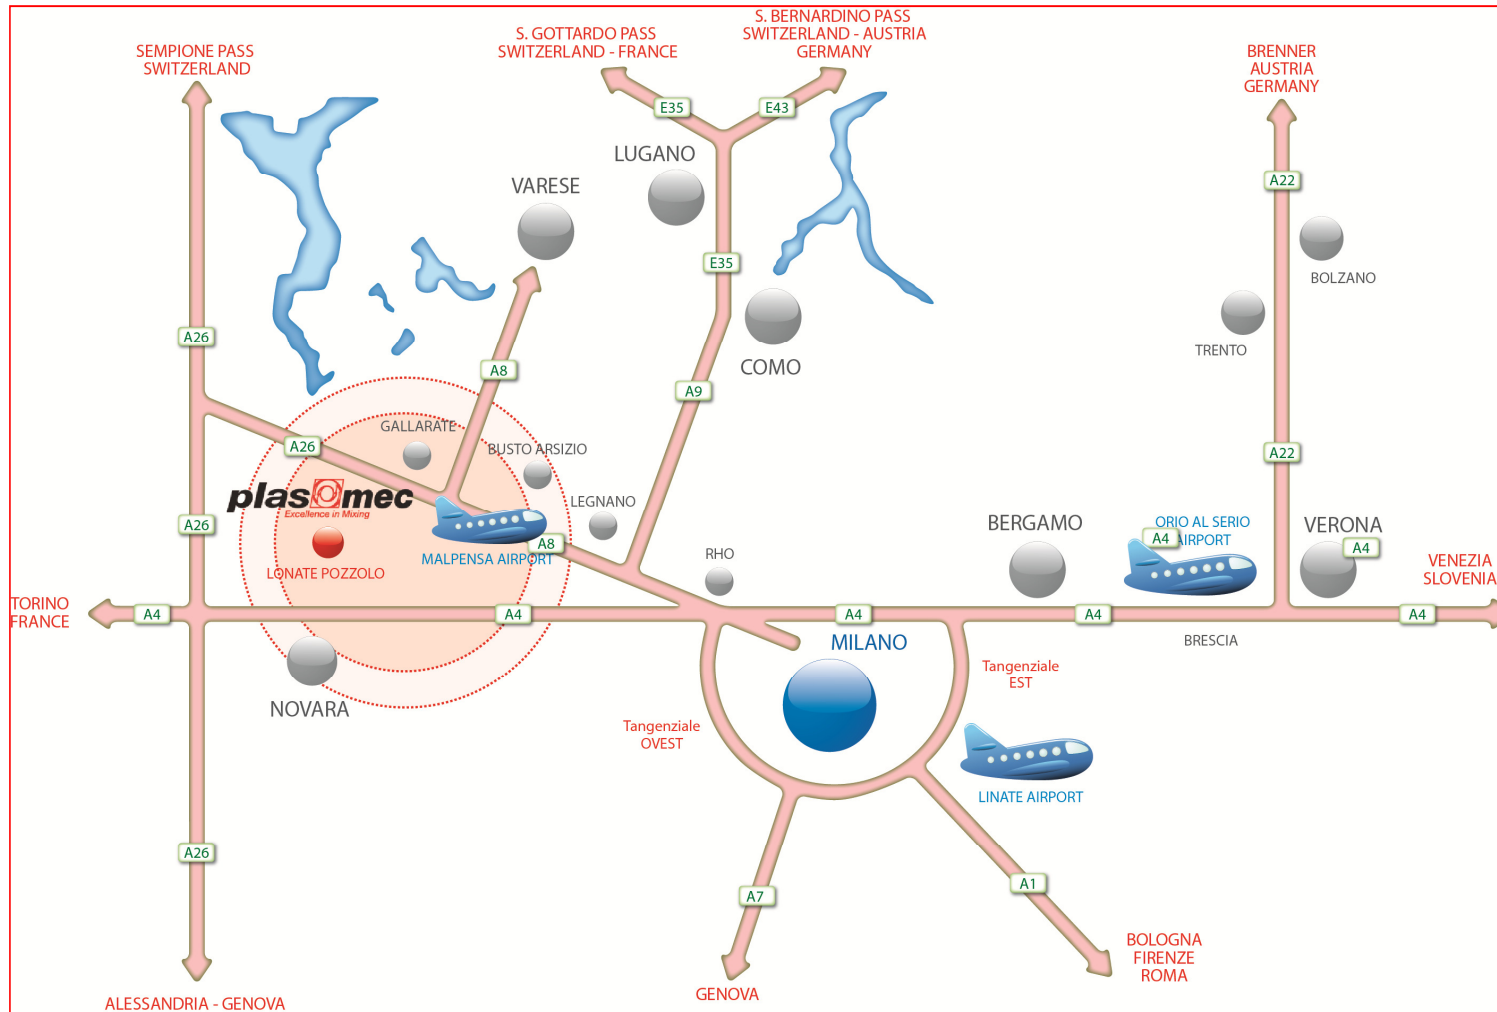 S. BERNARDINO PASS
SWITZERLAND - AUSTRIA
GERMANY
S. GOTTARDO PASS
SWITZERLAND - FRANCE
SEMPIONE PASS
SWITZERLAND
BRENNER
AUSTRIA
GERMANY
E35
E43
LUGANO
VARESE
A22
E35
BOLZANO
A26
TRENTO
COMO
A8
A9
GALLARATE
A26
BUSTO ARSIZIO
A22
plasmec
Excellence in Mixing
LEGNANO
A26
BERGAMO
ORIO AL SERIO
AIRPORT
A4
VERONA
A4
A8
MALPENSA AIRPORT
RHO
LONATE POZZOLO
VENEZIA
SLOVENIA
TORINO
FRANCE
A4
A4
A4
A4
A4
MILANO
BRESCIA
Tangenziale
EST
NOVARA
Tangenziale
OVEST
LINATE AIRPORT
A26
A7
A1
BOLOGNA
FIRENZE
ROMA
GENOVA
ALESSANDRIA - GENOVA